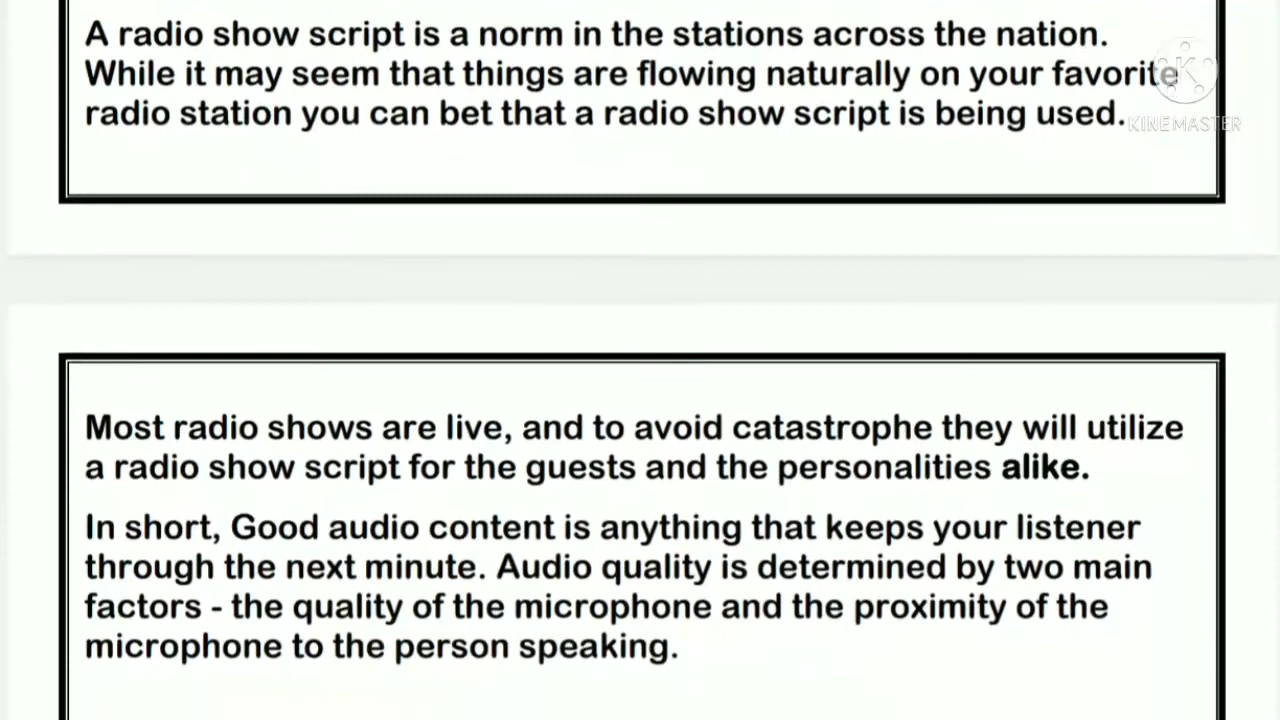 A radio show script is a norm in the stations across the nation.
While it may seem that things are flowing naturally on your favorite
radio station you can bet that a radio show script is being used.
KINEMASTER
Most radio shows are live, and to avoid catastrophe they will utilize
a radio show script for the guests and the personalities alike.
In short, Good audio content is anything that keeps your listener
through the next minute. Audio quality is determined by two main
factors - the quality of the microphone and the proximity of the
microphone to the person speaking.